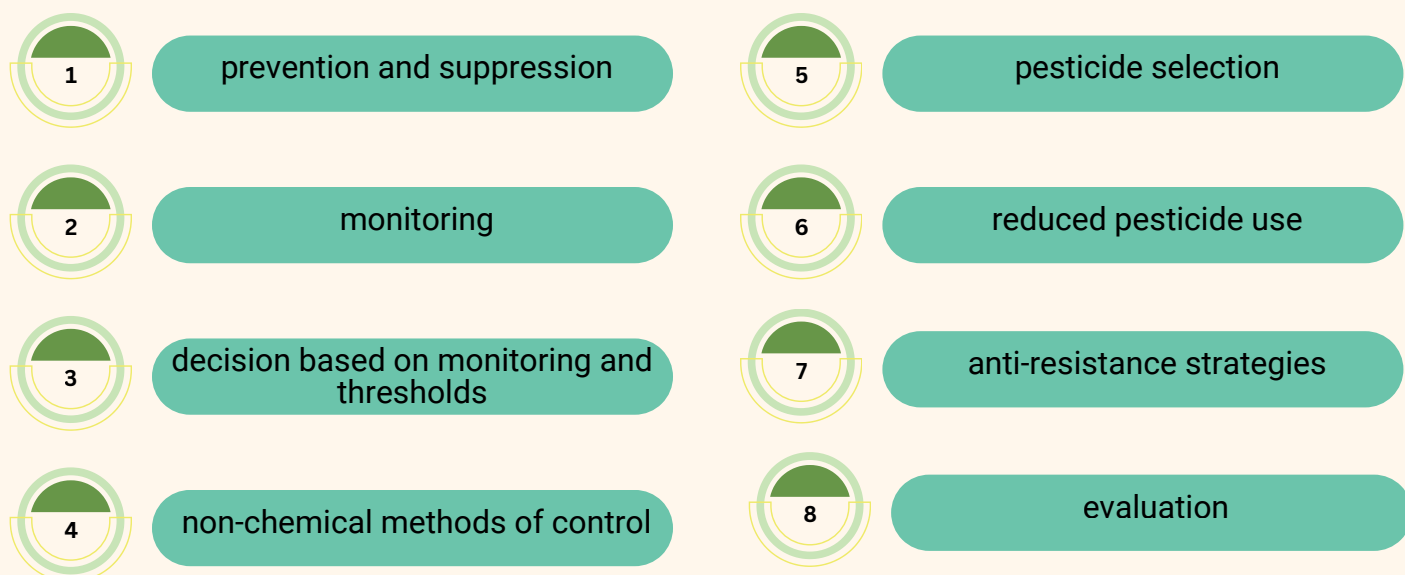 1
prevention and suppression
2
monitoring
3
decision based on monitoring and
thresholds
4
non-chemical methods of control
5
pesticide selection
6
reduced pesticide use
7
anti-resistance strategies
8
evaluation